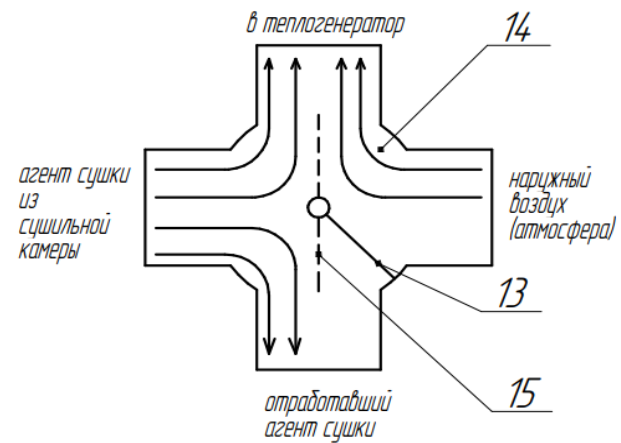 в теплогенератор
14
агент сушки
из
сушильной
камеры
наружный
воздух
(атмосфера)
13
15
отработавший
агент сушки